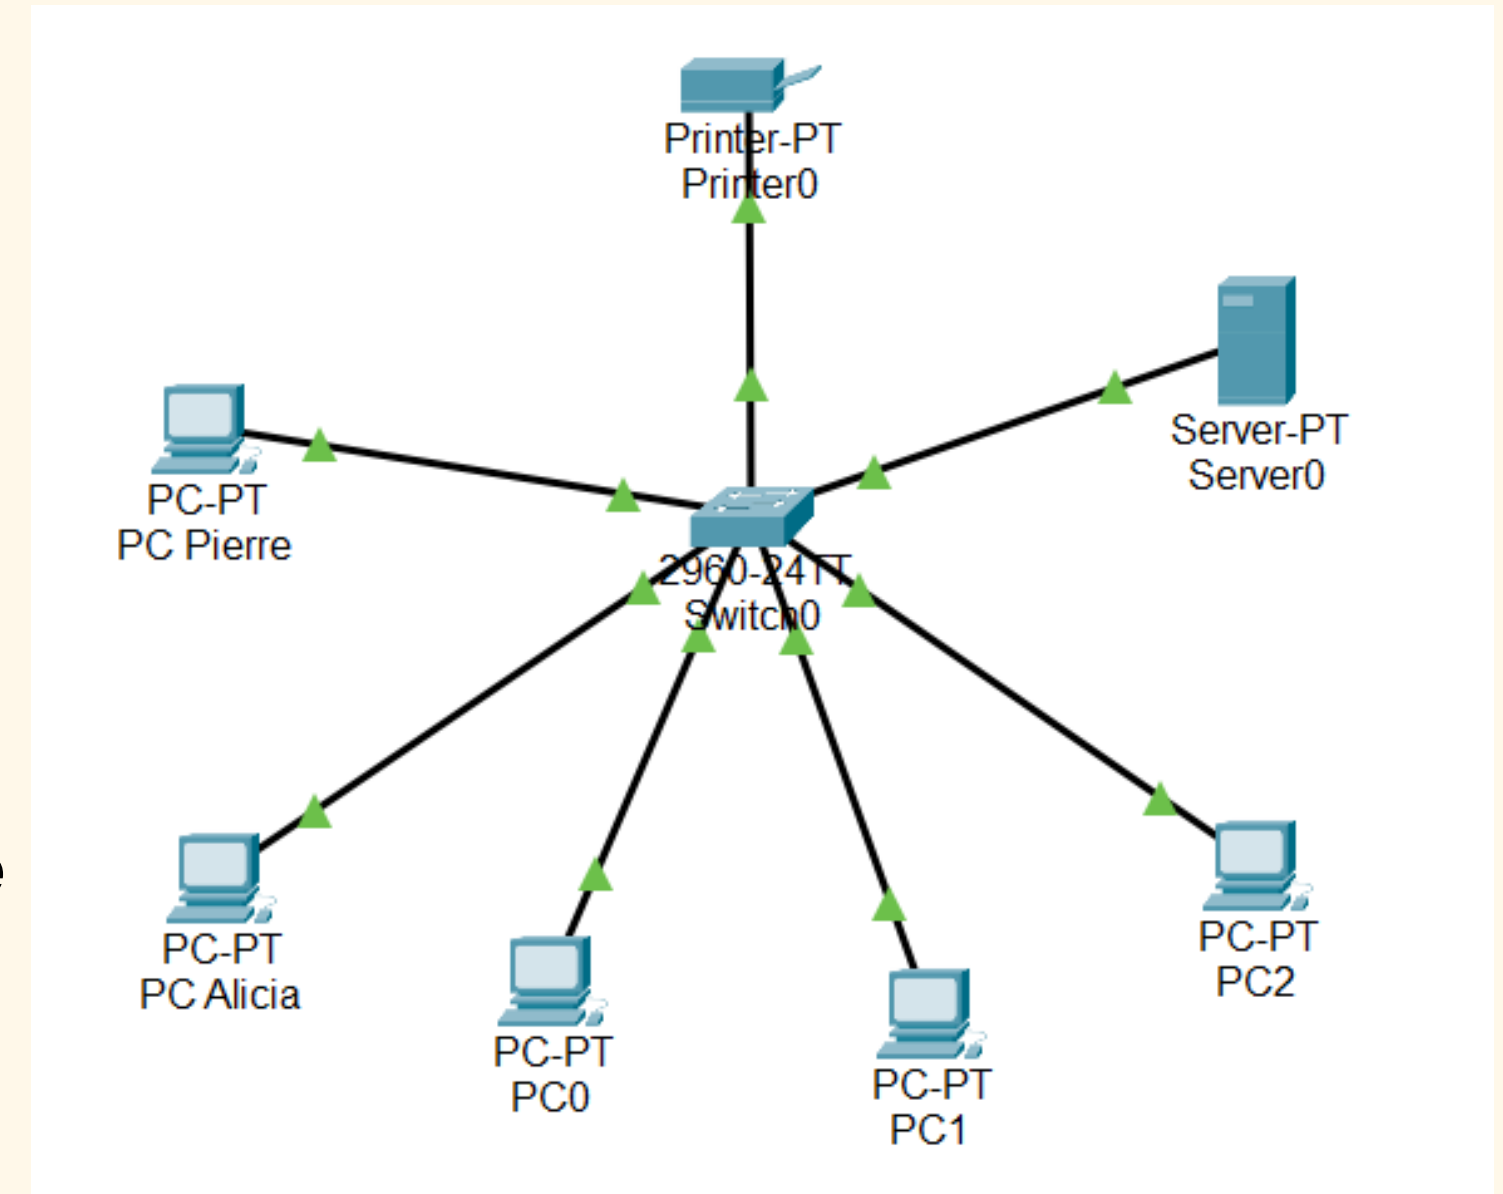 Printer-PT
Printer0
Server-PT
Server0
PC-PT
PC Pierre
2960-24TT
Switch0
PC-PT
PC Alicia
PC-PT
PC0
PC-PT
PC1
PC-PT
PC2
e